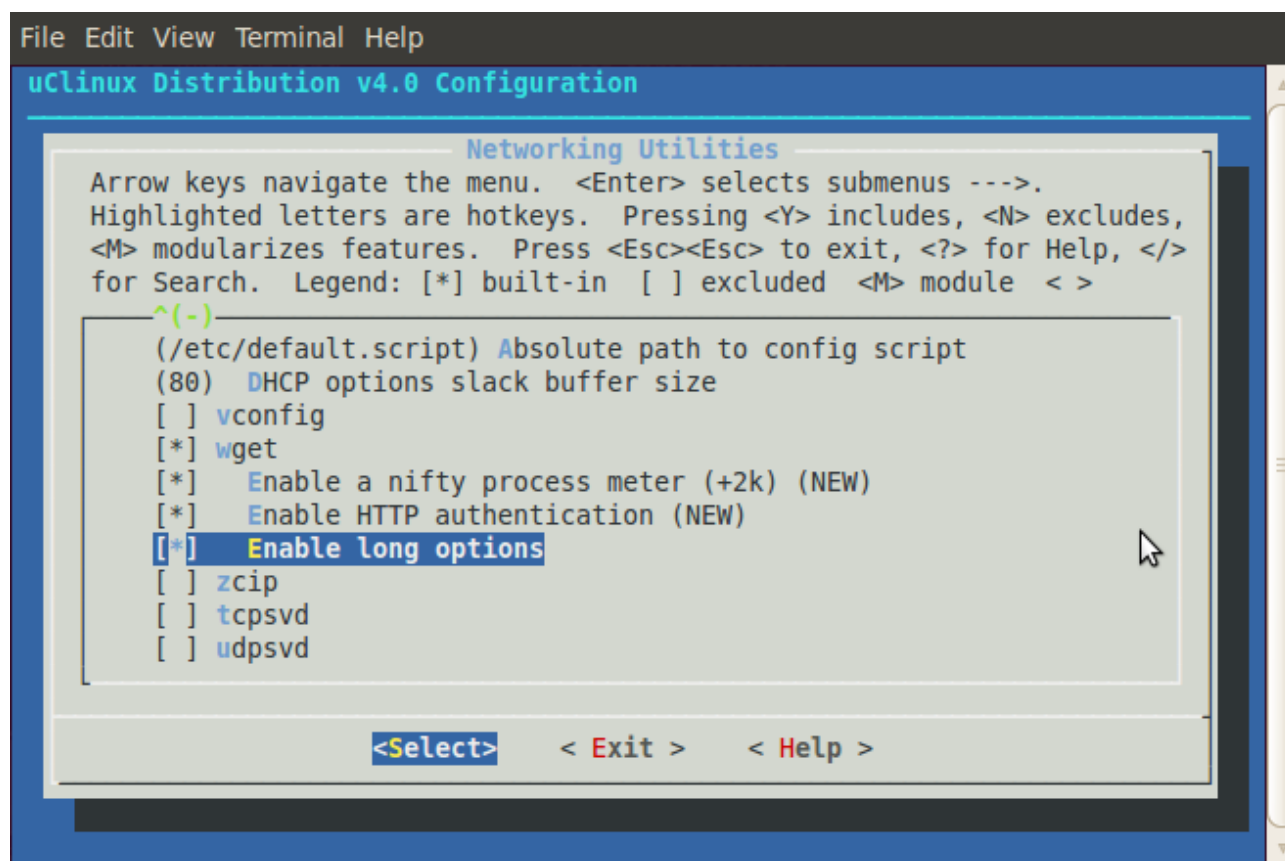 File Edit View Terminal Help
uClinux Distribution v4.0 Configuration
Networking Utilities
Arrow keys navigate the menu.  <Enter> selects submenus --->.
Highlighted letters are hotkeys.  Pressing <Y> includes, <N> excludes,
<M> modularizes features.  Press <Esc><Esc> to exit, <?> for Help, </>
for Search.  Legend: [*] built-in  [ ] excluded  <M> module  < >
^(-)
(/etc/default.script) Absolute path to config script
(80)  DHCP options slack buffer size
[ ] vconfig
[*] wget
[*]   Enable a nifty process meter (+2k) (NEW)
[*]   Enable HTTP authentication (NEW)
[*]   Enable long options
[ ] zcip
[ ] tcpsvd
[ ] udpsvd
<Select>    < Exit >    < Help >